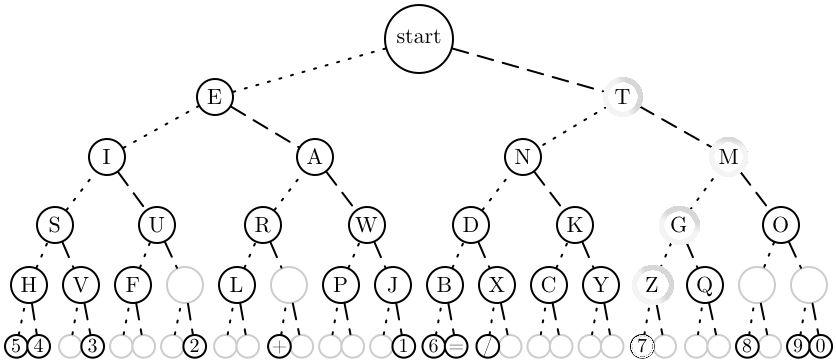 start
E T
I A N M
S U R W D K G O
H V F L P J B X C Y Z Q
5 4 3 2 + 1 6 = / 7 8 9 0